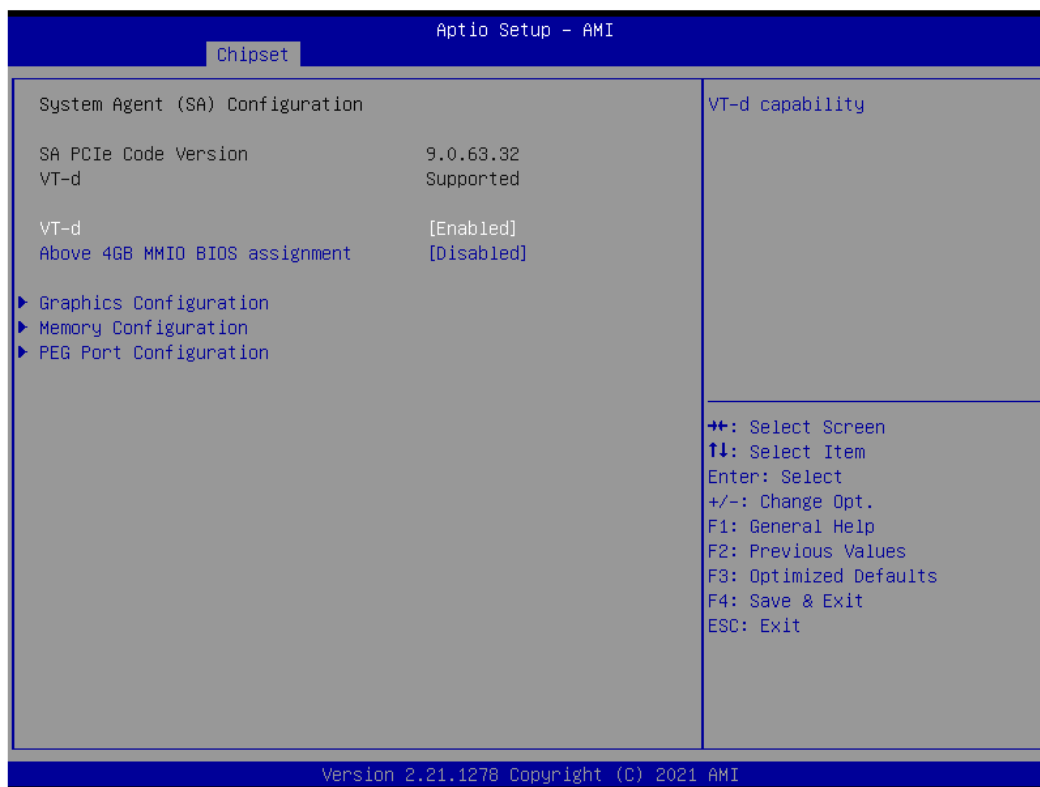 Aptio Setup – AMI
Chipset
System Agent (SA) Configuration
VT-d capability
SA PCIe Code Version 9.0.63.32
VT-d Supported
VT-d [Enabled]
Above 4GB MMIO BIOS assignment [Disabled]
Graphics Configuration
Memory Configuration
PEG Port Configuration
→←: Select Screen
↑↓: Select Item
Enter: Select
+/-: Change Opt.
F1: General Help
F2: Previous Values
F3: Optimized Defaults
F4: Save & Exit
ESC: Exit
Version 2.21.1278 Copyright (C) 2021 AMI